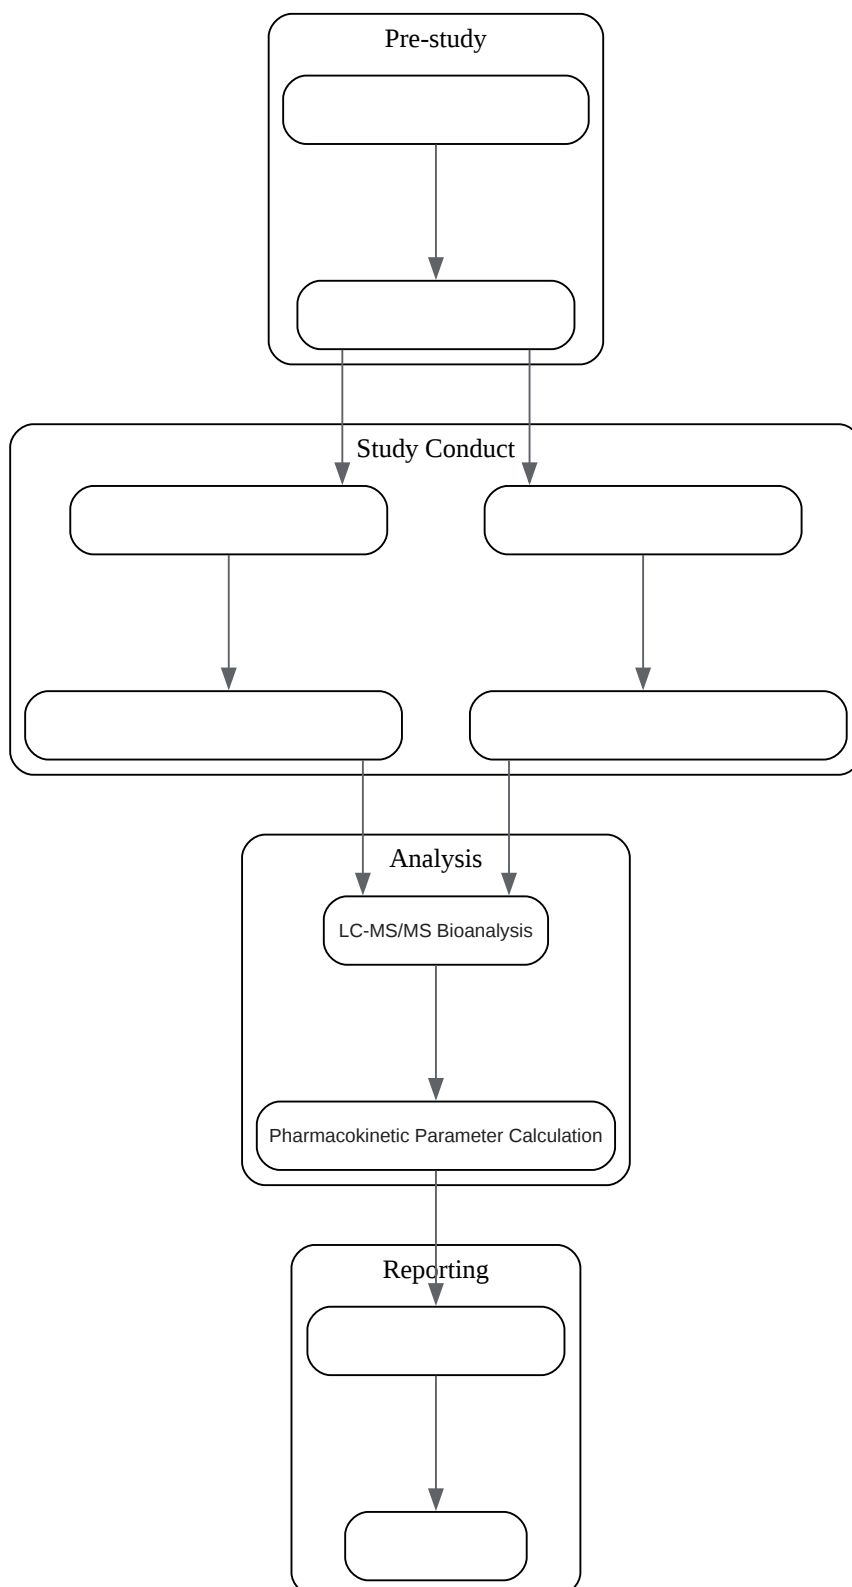 Pre-study
Study Conduct
Analysis
LC-MS/MS Bioanalysis
Pharmacokinetic Parameter Calculation
Reporting